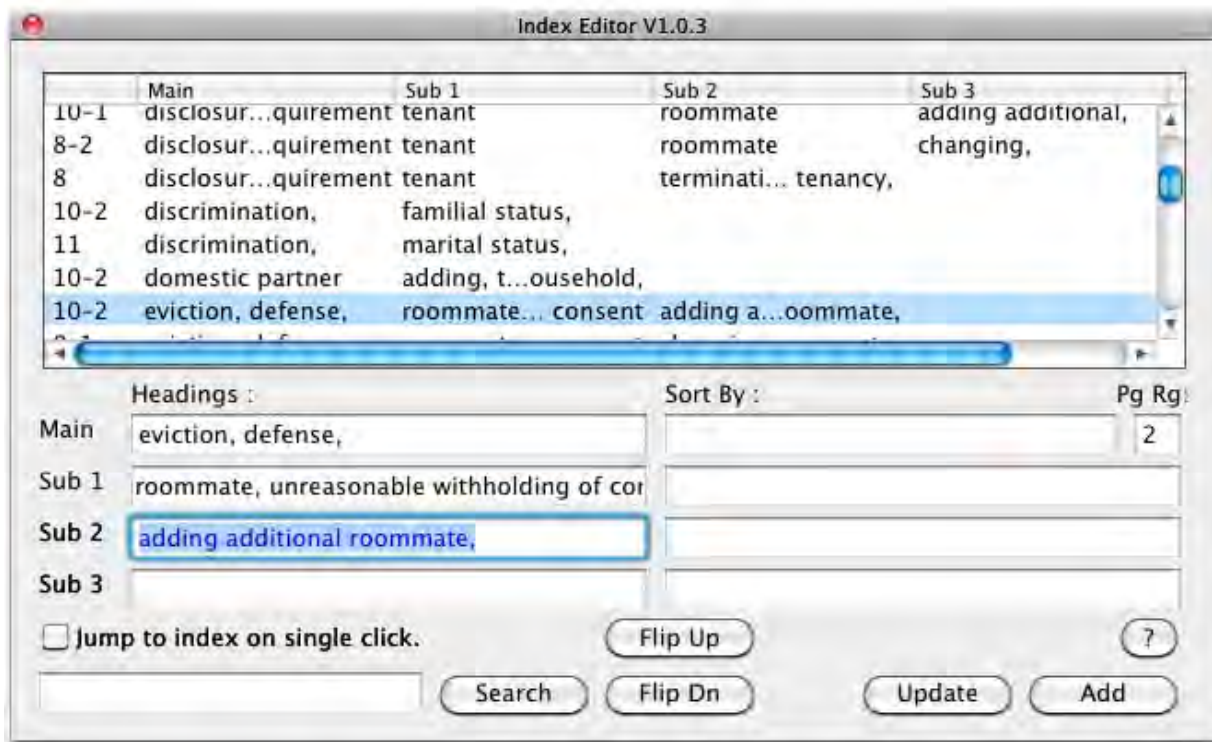 Index Editor V1.0.3
Main Sub 1 Sub 2 Sub 3
10-1 disclosur...quirement tenant roommate adding additional,
8-2 disclosur...quirement tenant roommate changing,
8 disclosur...quirement tenant terminati... tenancy,
10-2 discrimination, familial status,
11 discrimination, marital status,
10-2 domestic partner adding, t...ousehold,
10-2 eviction, defense, roommate... consent adding a...oommate,
Headings : Sort By : Pg Rg
Main eviction, defense, 2
Sub 1 roommate, unreasonable withholding of cor
Sub 2 adding additional roommate,
Sub 3
Jump to index on single click. Flip Up ?
Search Flip Dn Update Add